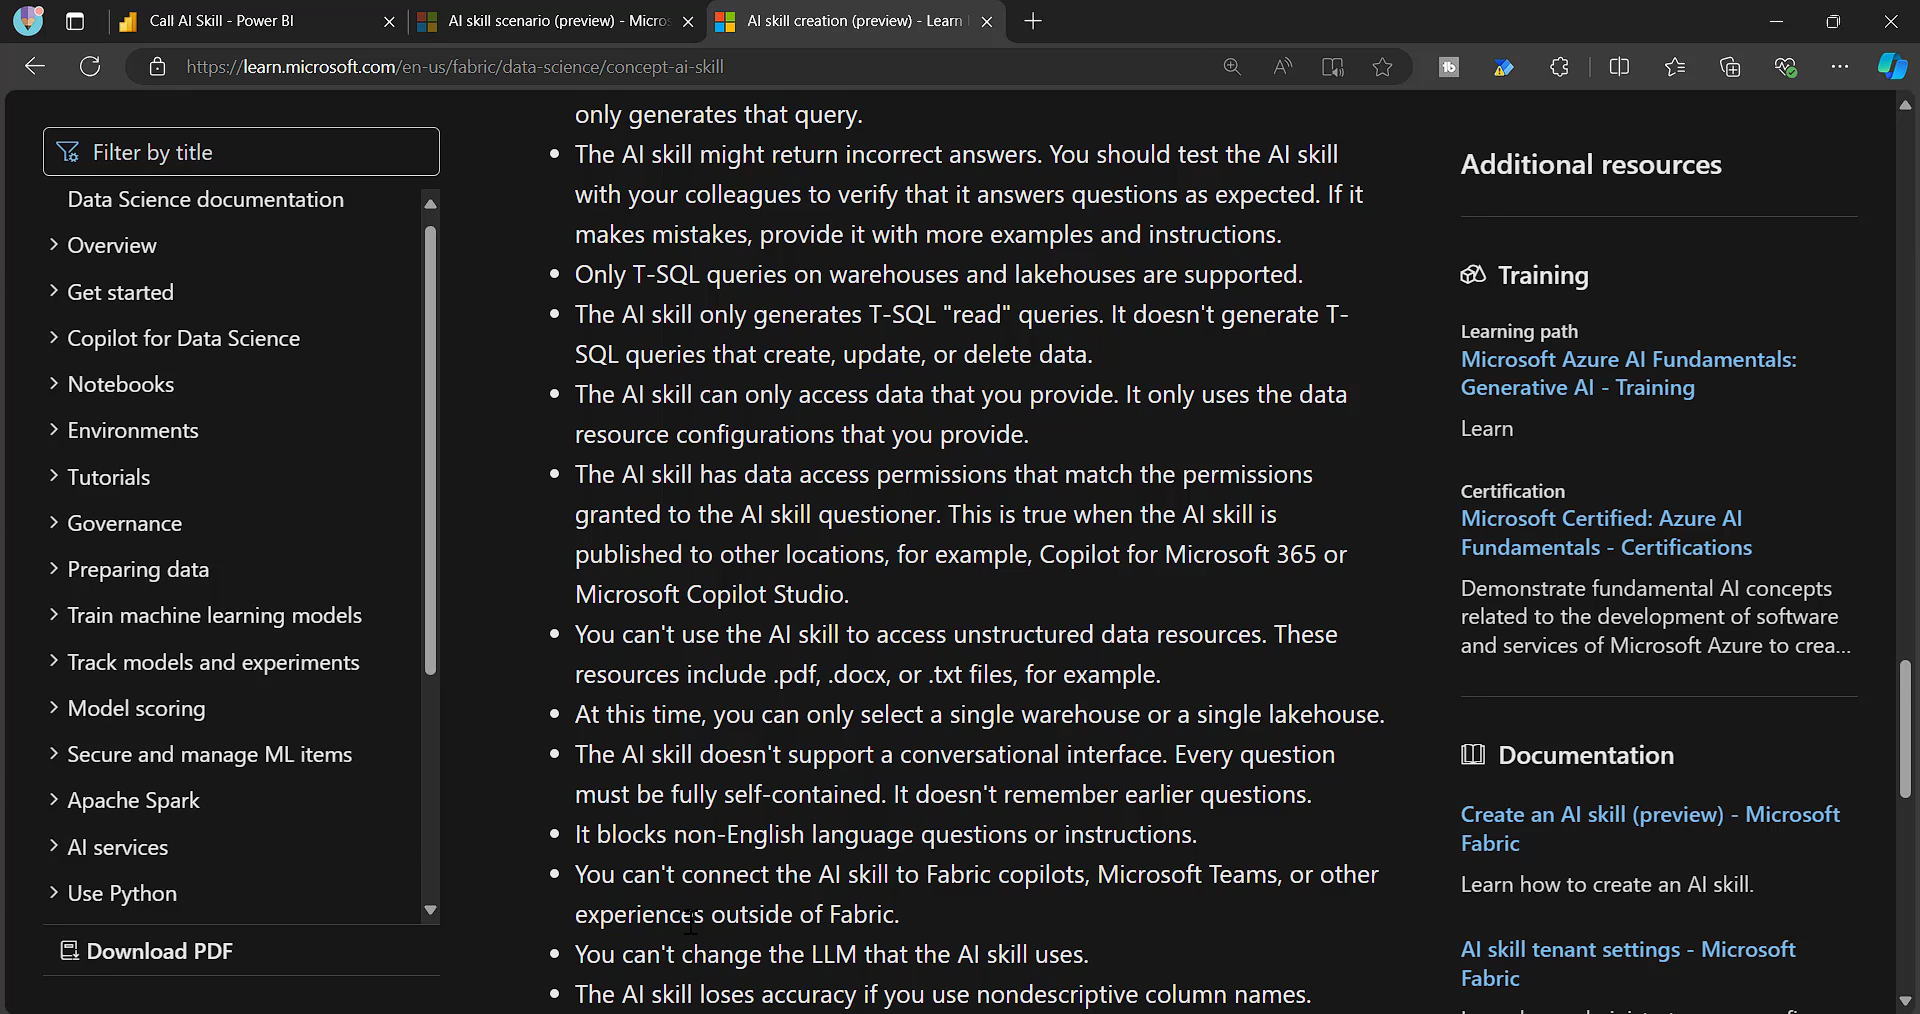 Call AI Skill - Power BI
AI skill scenario (preview) - Micros
AI skill creation (preview) - Learn
https://learn.microsoft.com/en-us/fabric/data-science/concept-ai-skill
Filter by title
Data Science documentation
Overview
Get started
Copilot for Data Science
Notebooks
Environments
Tutorials
Governance
Preparing data
Train machine learning models
Track models and experiments
Model scoring
Secure and manage ML items
Apache Spark
AI services
Use Python
Download PDF
only generates that query.
• The AI skill might return incorrect answers. You should test the AI skill
with your colleagues to verify that it answers questions as expected. If it
makes mistakes, provide it with more examples and instructions.
• Only T-SQL queries on warehouses and lakehouses are supported.
• The AI skill only generates T-SQL "read" queries. It doesn't generate T-
SQL queries that create, update, or delete data.
• The AI skill can only access data that you provide. It only uses the data
resource configurations that you provide.
• The AI skill has data access permissions that match the permissions
granted to the AI skill questioner. This is true when the AI skill is
published to other locations, for example, Copilot for Microsoft 365 or
Microsoft Copilot Studio.
• You can't use the AI skill to access unstructured data resources. These
resources include .pdf, .docx, or .txt files, for example.
• At this time, you can only select a single warehouse or a single lakehouse.
• The AI skill doesn't support a conversational interface. Every question
must be fully self-contained. It doesn't remember earlier questions.
• It blocks non-English language questions or instructions.
• You can't connect the AI skill to Fabric copilots, Microsoft Teams, or other
experiences outside of Fabric.
• You can't change the LLM that the AI skill uses.
• The AI skill loses accuracy if you use nondescriptive column names.
Additional resources
Training
Learning path
Microsoft Azure AI Fundamentals:
Generative AI - Training
Learn
Certification
Microsoft Certified: Azure AI
Fundamentals - Certifications
Demonstrate fundamental AI concepts
related to the development of software
and services of Microsoft Azure to crea...
Documentation
Create an AI skill (preview) - Microsoft
Fabric
Learn how to create an AI skill.
AI skill tenant settings - Microsoft
Fabric